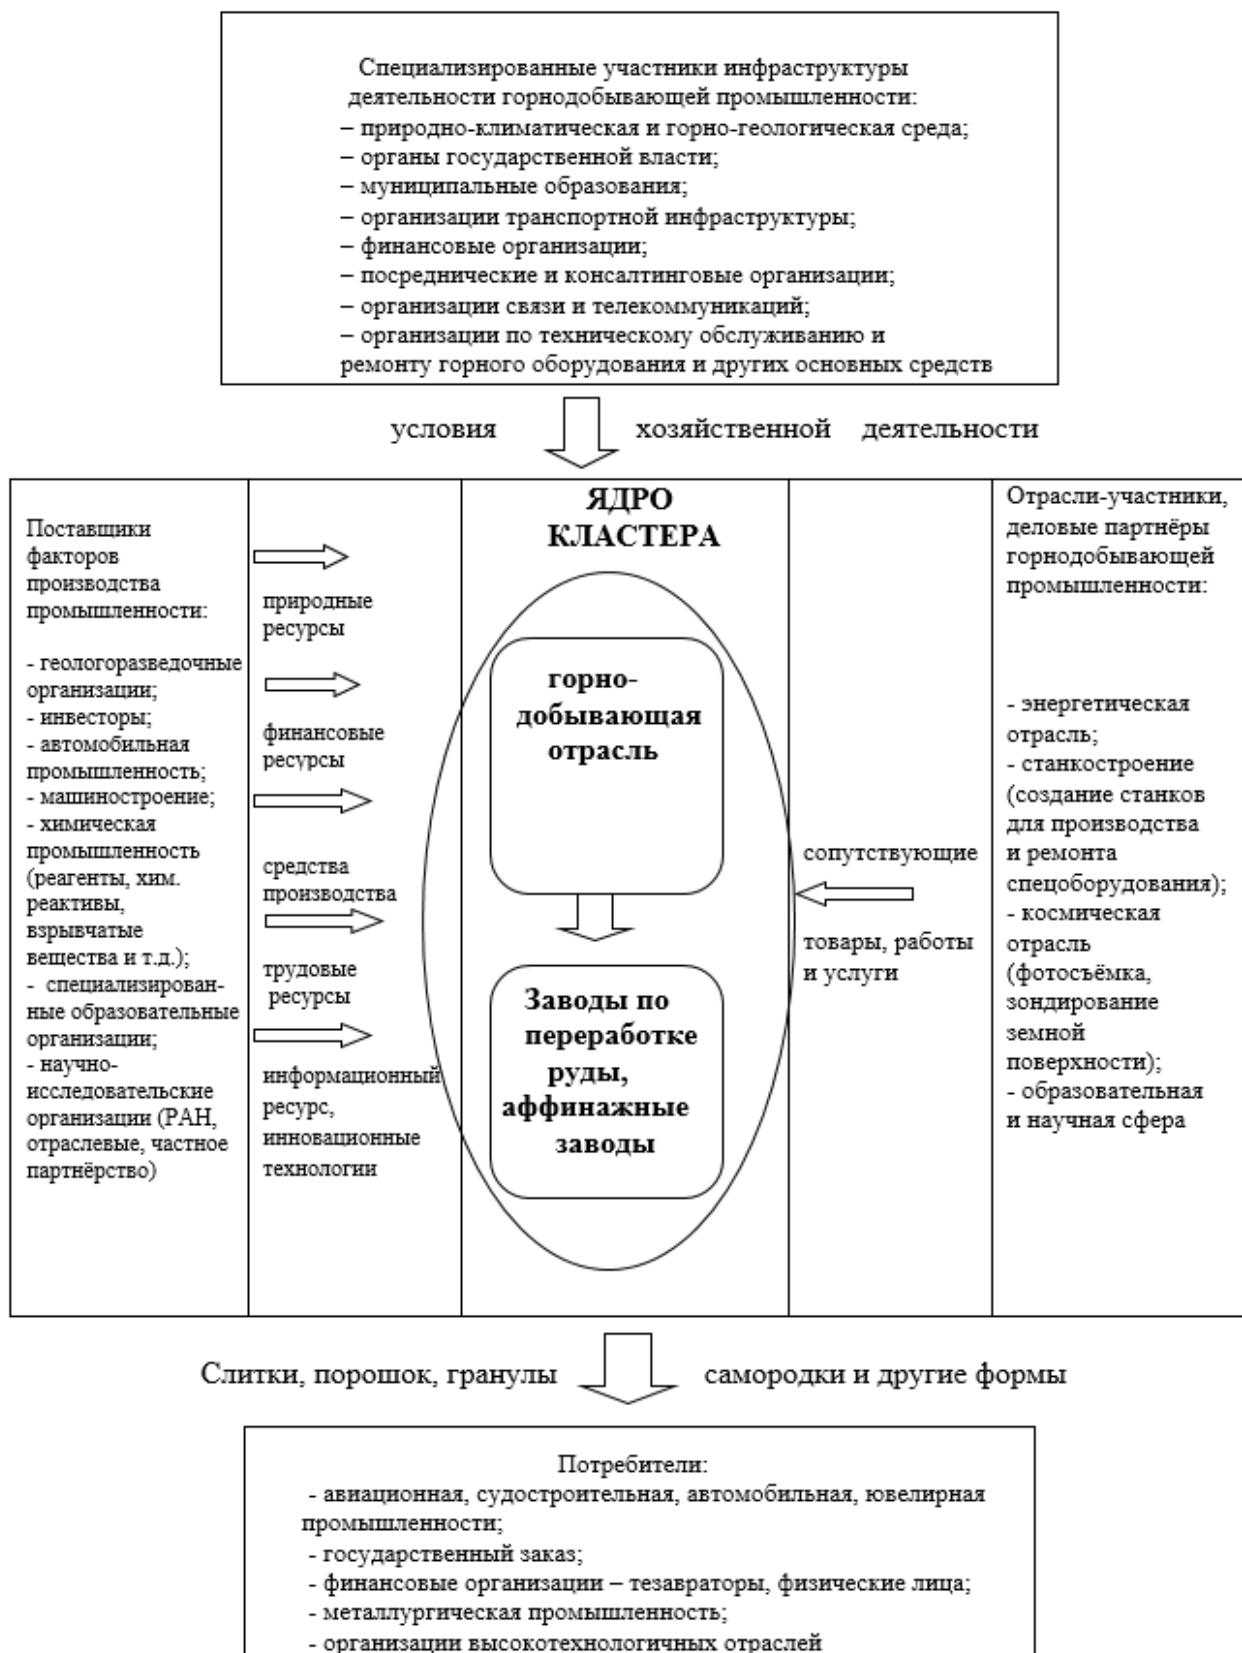 Специализированные участники инфраструктуры
деятельности горнодобывающей промышленности:
– природно-климатическая и горно-геологическая среда;
– органы государственной власти;
– муниципальные образования;
– организации транспортной инфраструктуры;
– финансовые организации;
– посреднические и консалтинговые организации;
– организации связи и телекоммуникаций;
– организации по техническому обслуживанию и
ремонту горного оборудования и других основных средств
условия хозяйственной деятельности
Поставщики
факторов
производства
промышленности:
- геологоразведочные
организации;
- инвесторы;
- автомобильная
промышленность;
- машиностроение;
- химическая
промышленность
(реагенты, хим.
реактивы,
взрывчатые
вещества и т.д.);
- специализирован-
ные образовательные
организации;
- научно-
исследовательские
организации (РАН,
отраслевые, частное
партнёрство)
природные
ресурсы
финансовые
ресурсы
средства
производства
трудовые
ресурсы
информационный
ресурс,
инновационные
технологии
ЯДРО
КЛАСТЕРА
горно-
добывающая
отрасль
Заводы по
переработке
руды,
аффинажные
заводы
сопутствующие
товары, работы
и услуги
Отрасли-участники,
деловые партнёры
горнодобывающей
промышленности:
- энергетическая
отрасль;
- станкостроение
(создание станков
для производства
и ремонта
спецоборудования);
- космическая
отрасль
(фотосъёмка,
зондирование
земной
поверхности);
- образовательная
и научная сфера
Слитки, порошок, гранулы самородки и другие формы
Потребители:
- авиационная, судостроительная, автомобильная, ювелирная
промышленности;
- государственный заказ;
- финансовые организации – тезавраторы, физические лица;
- металлургическая промышленность;
- организации высокотехнологичных отраслей